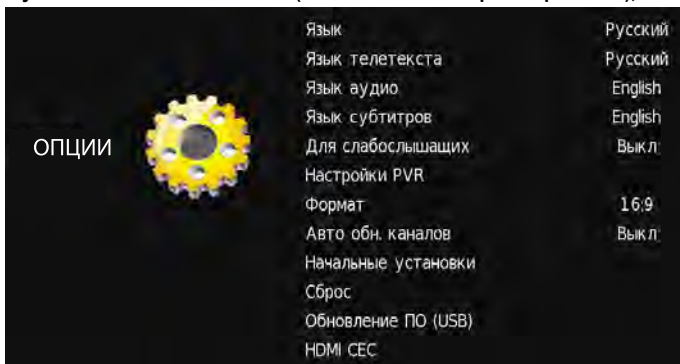 Язык Русский
Язык телетекста Русский
Язык аудио English
Язык субтитров English
ОПЦИИ
Для слабослышащих Выкл
Настройки PVR
Формат 16:9
Авто обн. каналов Выкл
Начальные установки
Сброс
Обновление ПО (USB)
HDMI CEC